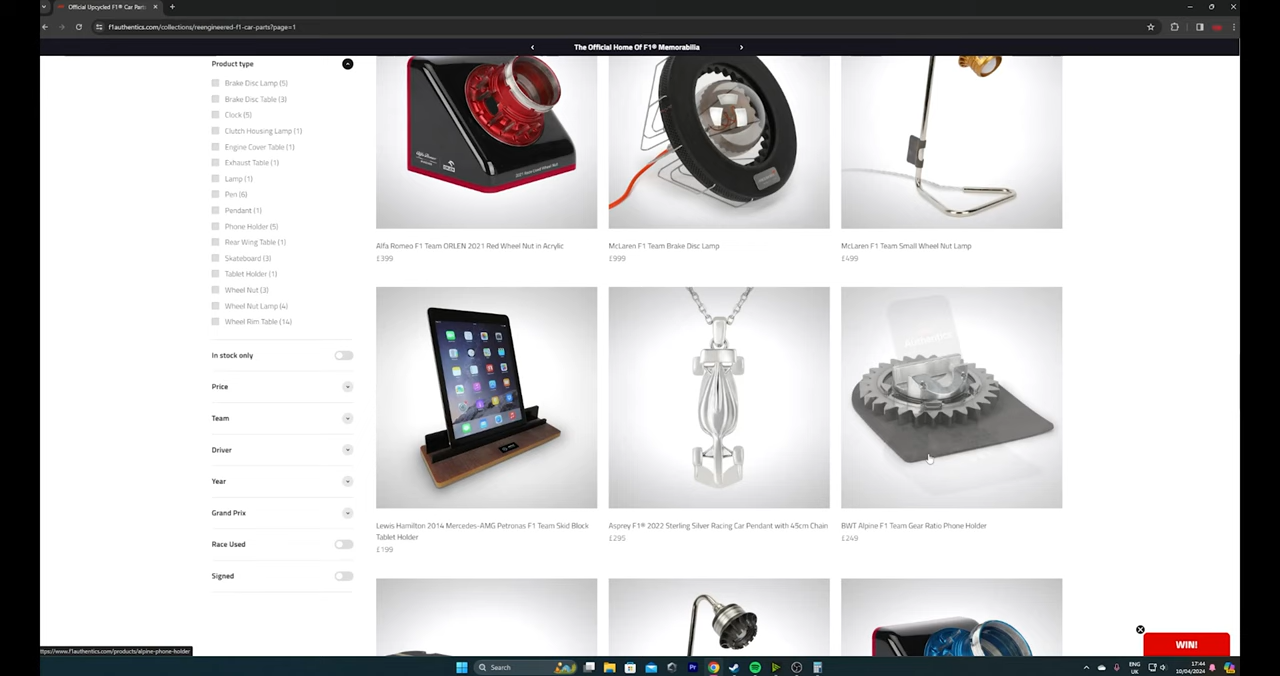 Official Upcycled F1® Car Part
f1authentics.com/collections/reengineered-f1-car-parts?page=1
The Official Home Of F1® Memorabilia
Product type
Brake Disc Lamp (5)
Brake Disc Table (3)
Clock (5)
Clutch Housing Lamp (1)
Engine Cover Table (1)
Exhaust Table (1)
Lamp (1)
Pen (6)
Pendant (1)
Phone Holder (5)
Rear Wing Table (1)
Skateboard (3)
Tablet Holder (1)
Wheel Nut (3)
Wheel Nut Lamp (4)
Wheel Rim Table (14)
In stock only
Price
Team
Driver
Year
Grand Prix
Race Used
Signed
Alfa Romeo F1 Team ORLEN 2021 Red Wheel Nut in Acrylic
£399
McLaren F1 Team Brake Disc Lamp
£999
McLaren F1 Team Small Wheel Nut Lamp
£499
Authentics
Lewis Hamilton 2014 Mercedes-AMG Petronas F1 Team Skid Block
Tablet Holder
£199
Asprey F1® 2022 Sterling Silver Racing Car Pendant with 45cm Chain
£295
BWT Alpine F1 Team Gear Ratio Phone Holder
£249
WIN!
https://www.f1authentics.com/products/alpine-phone-holder
Search
ENG
UK
17:44
10/04/2024